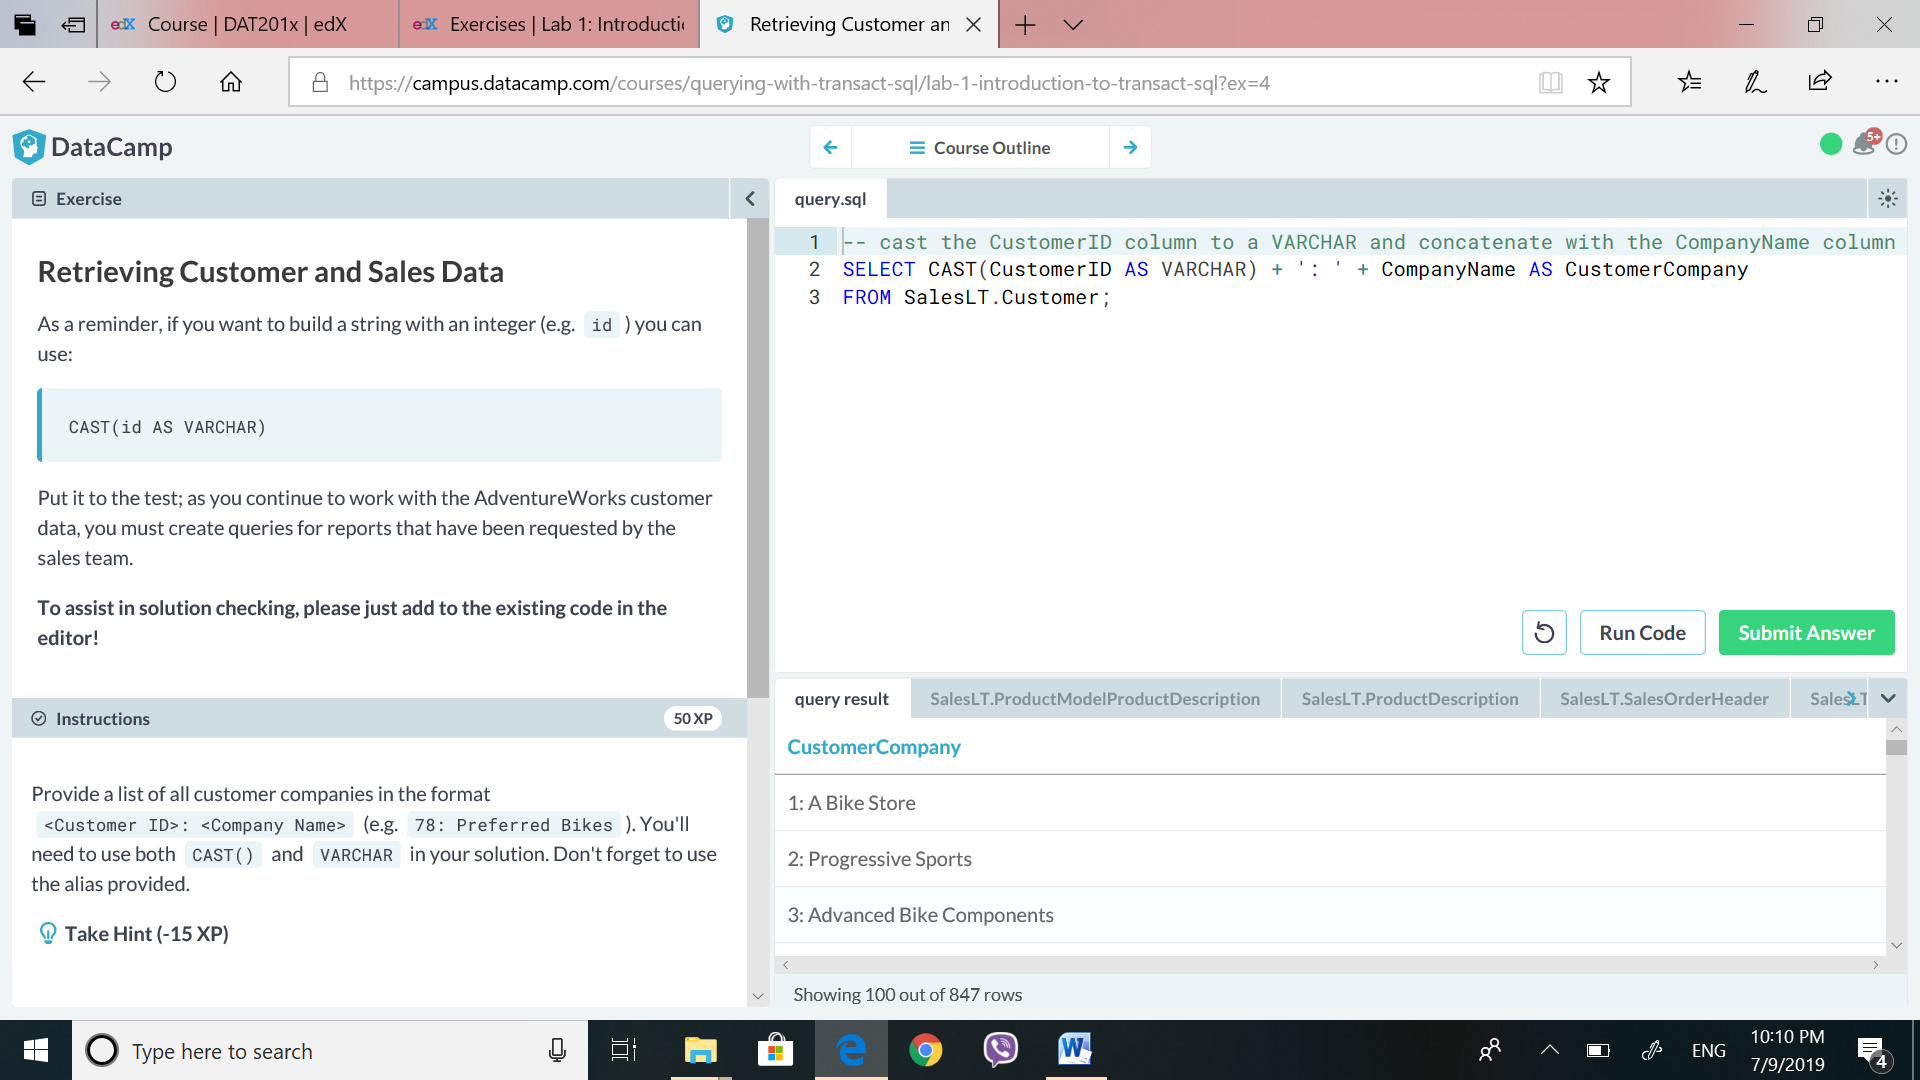 edX Course | DAT201x | edX
edX Exercises | Lab 1: Introducti
Retrieving Customer an
https://campus.datacamp.com/courses/querying-with-transact-sql/lab-1-introduction-to-transact-sql?ex=4
DataCamp
Course Outline
5+
Exercise
Retrieving Customer and Sales Data
As a reminder, if you want to build a string with an integer (e.g. id ) you can
use:
CAST(id AS VARCHAR)
Put it to the test; as you continue to work with the AdventureWorks customer
data, you must create queries for reports that have been requested by the
sales team.
To assist in solution checking, please just add to the existing code in the
editor!
Instructions
50 XP
Provide a list of all customer companies in the format
<Customer ID>: <Company Name> (e.g. 78: Preferred Bikes ). You'll
need to use both CAST() and VARCHAR in your solution. Don't forget to use
the alias provided.
Take Hint (-15 XP)
query.sql
1 -- cast the CustomerID column to a VARCHAR and concatenate with the CompanyName column
2 SELECT CAST(CustomerID AS VARCHAR) + ': ' + CompanyName AS CustomerCompany
3 FROM SalesLT.Customer;
Run Code
Submit Answer
query result
SalesLT.ProductModelProductDescription
SalesLT.ProductDescription
SalesLT.SalesOrderHeader
SalesLT
CustomerCompany
1: A Bike Store
2: Progressive Sports
3: Advanced Bike Components
Showing 100 out of 847 rows
Type here to search
ENG
10:10 PM
7/9/2019
4